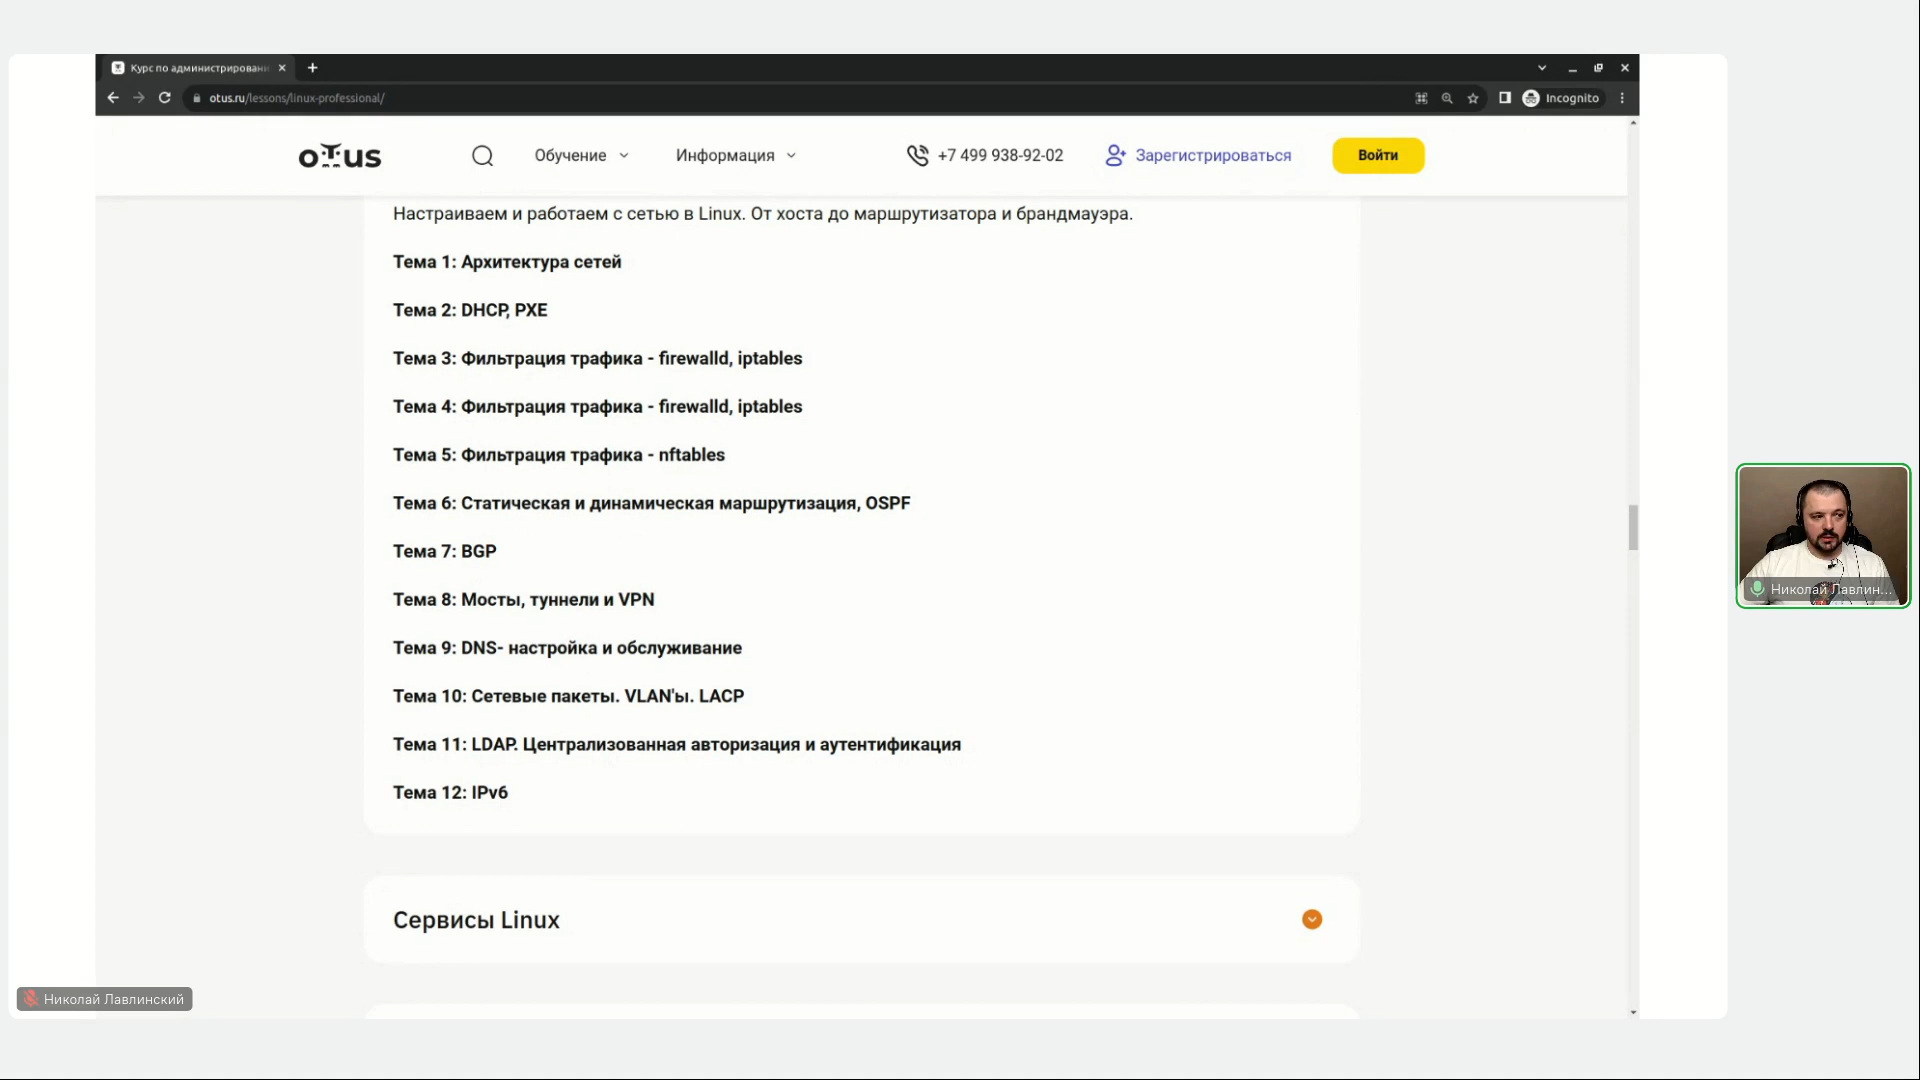 Курс по администрировани
otus.ru/lessons/linux-professional/
Incognito
otus
Обучение
Информация
+7 499 938-92-02
Зарегистрироваться
Войти
Настраиваем и работаем с сетью в Linux. От хоста до маршрутизатора и брандмауэра.
Тема 1: Архитектура сетей
Тема 2: DHCP, PXE
Тема 3: Фильтрация трафика - firewalld, iptables
Тема 4: Фильтрация трафика - firewalld, iptables
Тема 5: Фильтрация трафика - nftables
Тема 6: Статическая и динамическая маршрутизация, OSPF
Тема 7: BGP
Тема 8: Мосты, туннели и VPN
Тема 9: DNS- настройка и обслуживание
Тема 10: Сетевые пакеты. VLAN'ы. LACP
Тема 11: LDAP. Централизованная авторизация и аутентификация
Тема 12: IPv6
Сервисы Linux
Николай Лавлинский
Николай Лавлин...